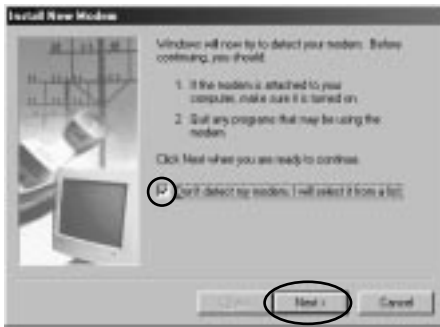 Install New Modem
Windows will now try to detect your modem. Before
continuing, you should:
1. If the modem is attached to your
computer, make sure it is turned on.
2. Quit any programs that may be using the
modem.
Click Next when you are ready to continue.
Don't detect my modem; I will select it from a list.
< Back
Next >
Cancel